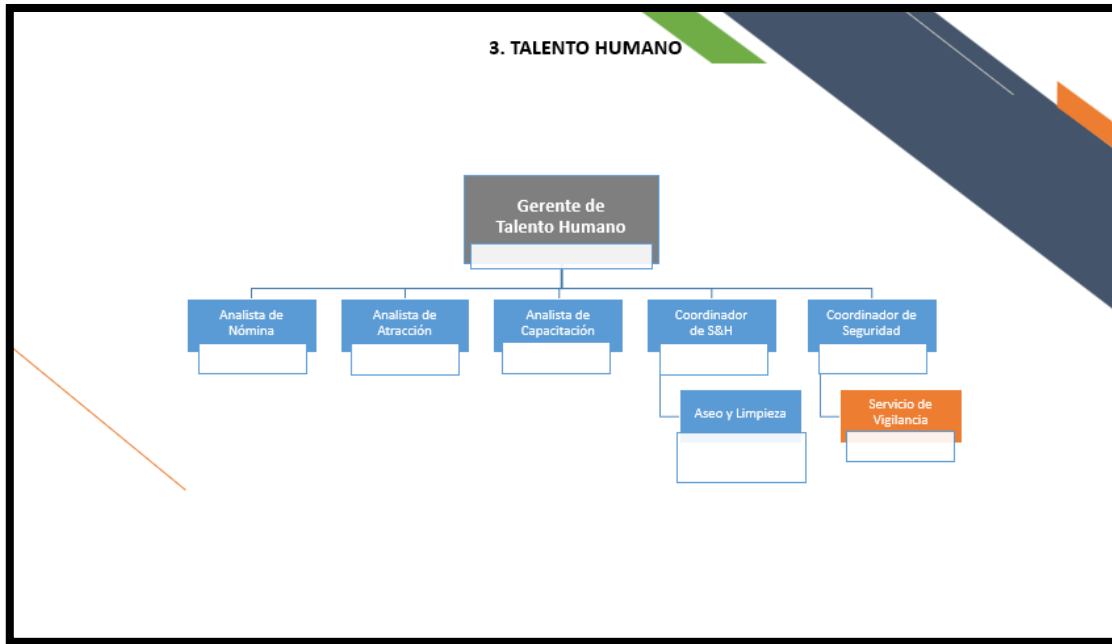 3. TALENTO HUMANO
Gerente de
Talento Humano
Analista de
Nómina
Analista de
Atracción
Analista de
Capacitación
Coordinador
de S&H
Coordinador de
Seguridad
Aseo y Limpieza
Servicio de
Vigilancia